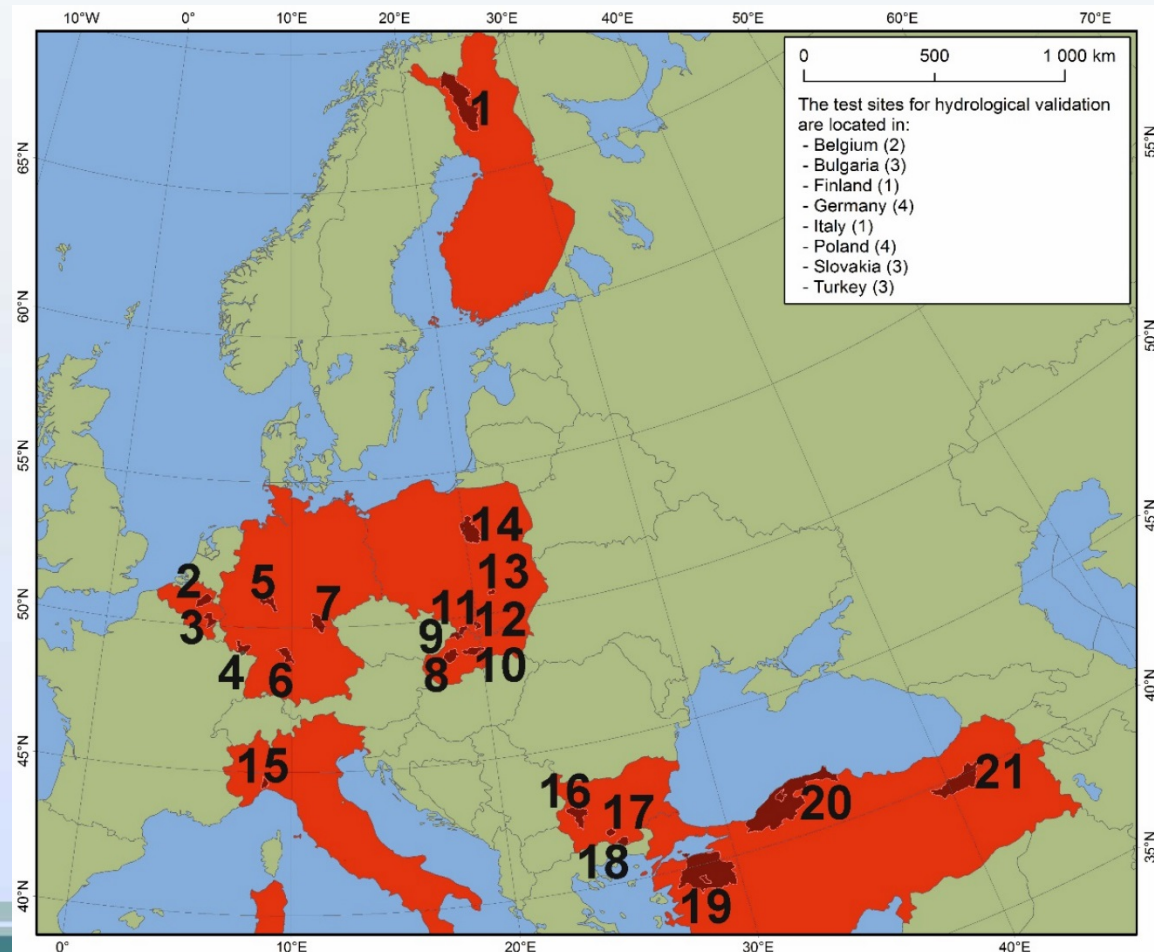 10°W 0° 10°E 20°E 30°E 40°E 50°E 60°E 70°E
0 500 1 000 km
The test sites for hydrological validation
are located in:
- Belgium (2)
- Bulgaria (3)
- Finland (1)
- Germany (4)
- Italy (1)
- Poland (4)
- Slovakia (3)
- Turkey (3)
65°N
60°N
55°N
50°N
45°N
40°N
55°N
50°N
45°N
40°N
35°N
1
14
13
2
5
7
11
12
3
9
4
6
8
10
15
16
17
18
20
21
19
0° 10°E 20°E 30°E 40°E